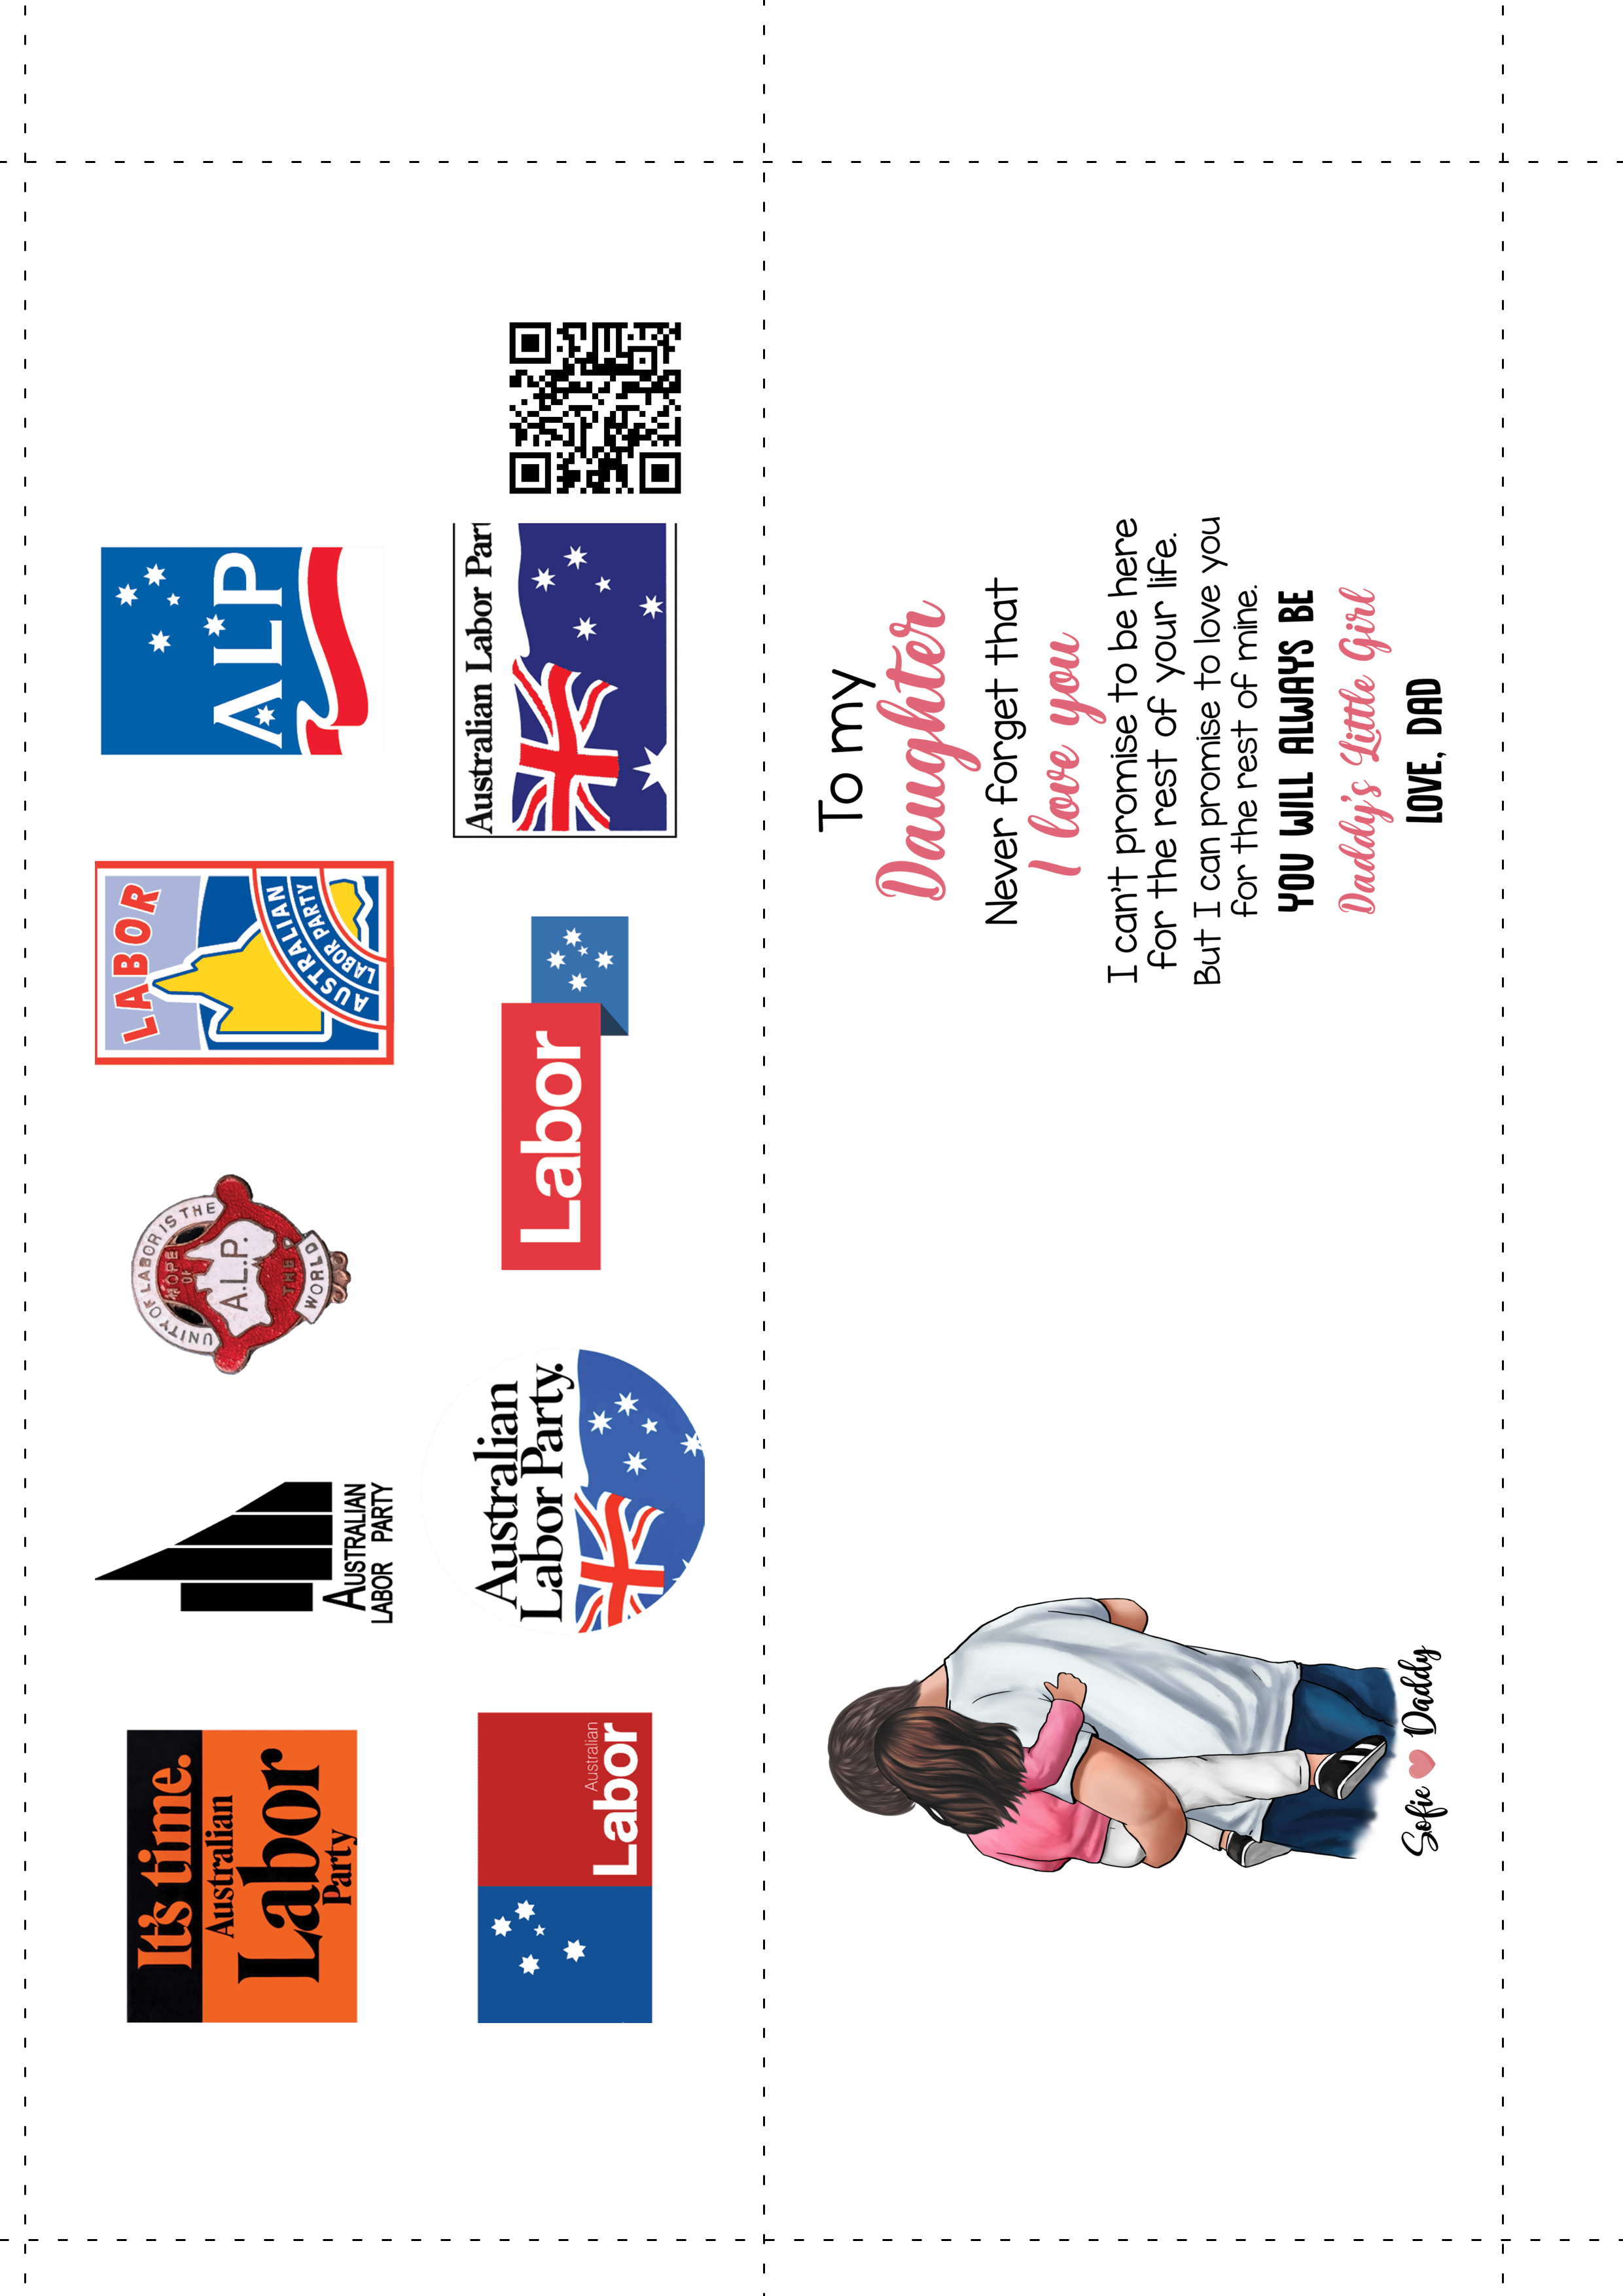 It's time.
Australian
Labor
Party
AUSTRALIAN
LABOR PARTY
UNITY OF LABOR IS THE
HOPE
OF
A.L.P.
THE
WORLD
LABOR
AUSTRALIAN
LABOR PARTY
ALP
Australian
Labor
Australian
Labor Party.
Labor
Australian Labor Part
To my
Daughter
Never forget that
I love you
I can't promise to be here
for the rest of your life.
But I can promise to love you
for the rest of mine.
YOU WILL ALWAYS BE
Daddy's Little Girl
LOVE, DAD
Sofie Daddy